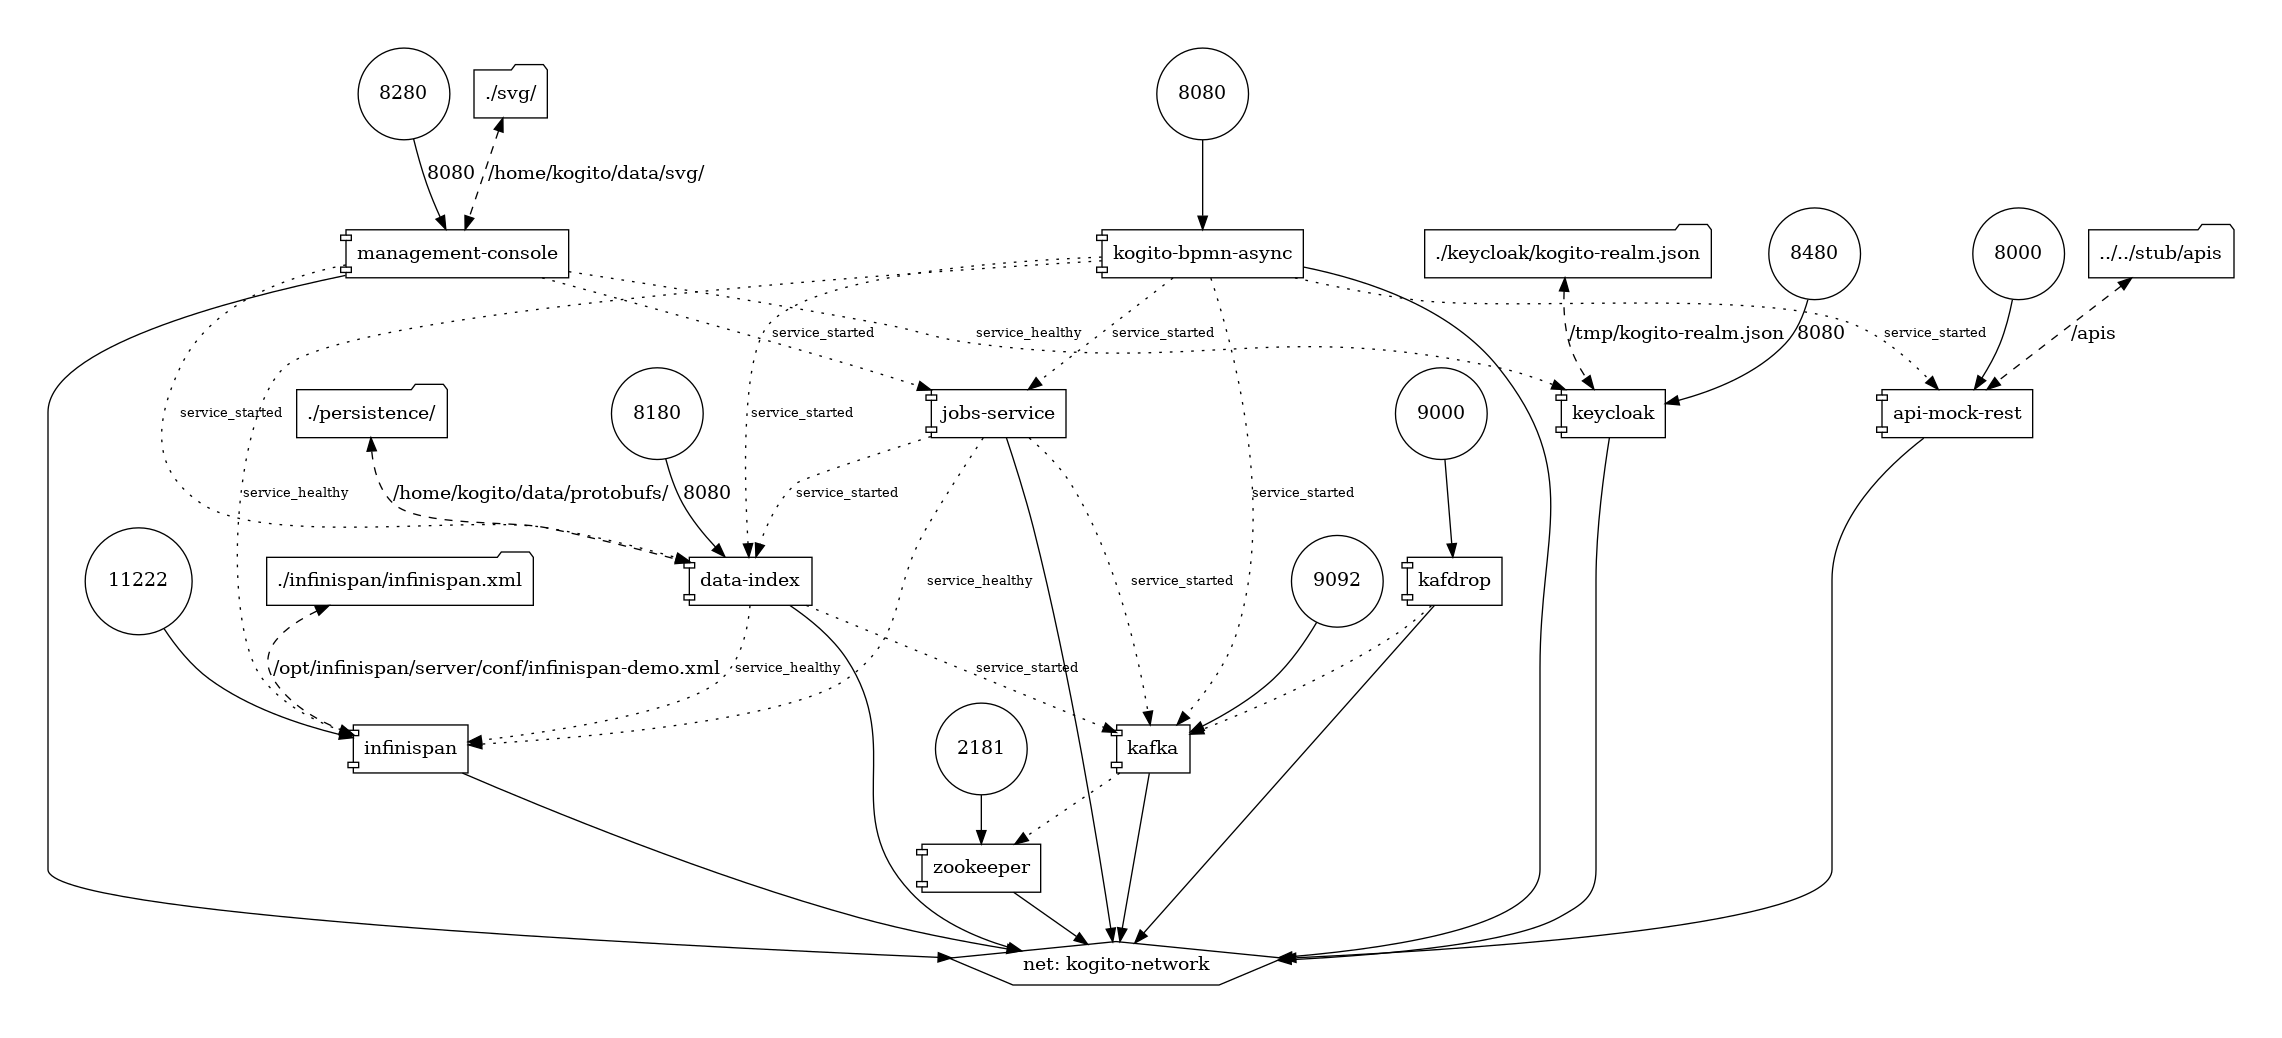 8280
./svg/
8080
8080
/home/kogito/data/svg/
management-console
kogito-bpmn-async
./keycloak/kogito-realm.json
8480
8000
../../stub/apis
service_started
service_healthy
service_started
/tmp/kogito-realm.json
8080
service_started
/apis
service_started
./persistence/
8180
service_started
jobs-service
9000
keycloak
api-mock-rest
service_healthy
/home/kogito/data/protobufs/
8080
service_started
service_started
11222
./infinispan/infinispan.xml
data-index
service_healthy
service_started
9092
kafdrop
/opt/infinispan/server/conf/infinispan-demo.xml
service_healthy
service_started
infinispan
2181
kafka
zookeeper
net: kogito-network